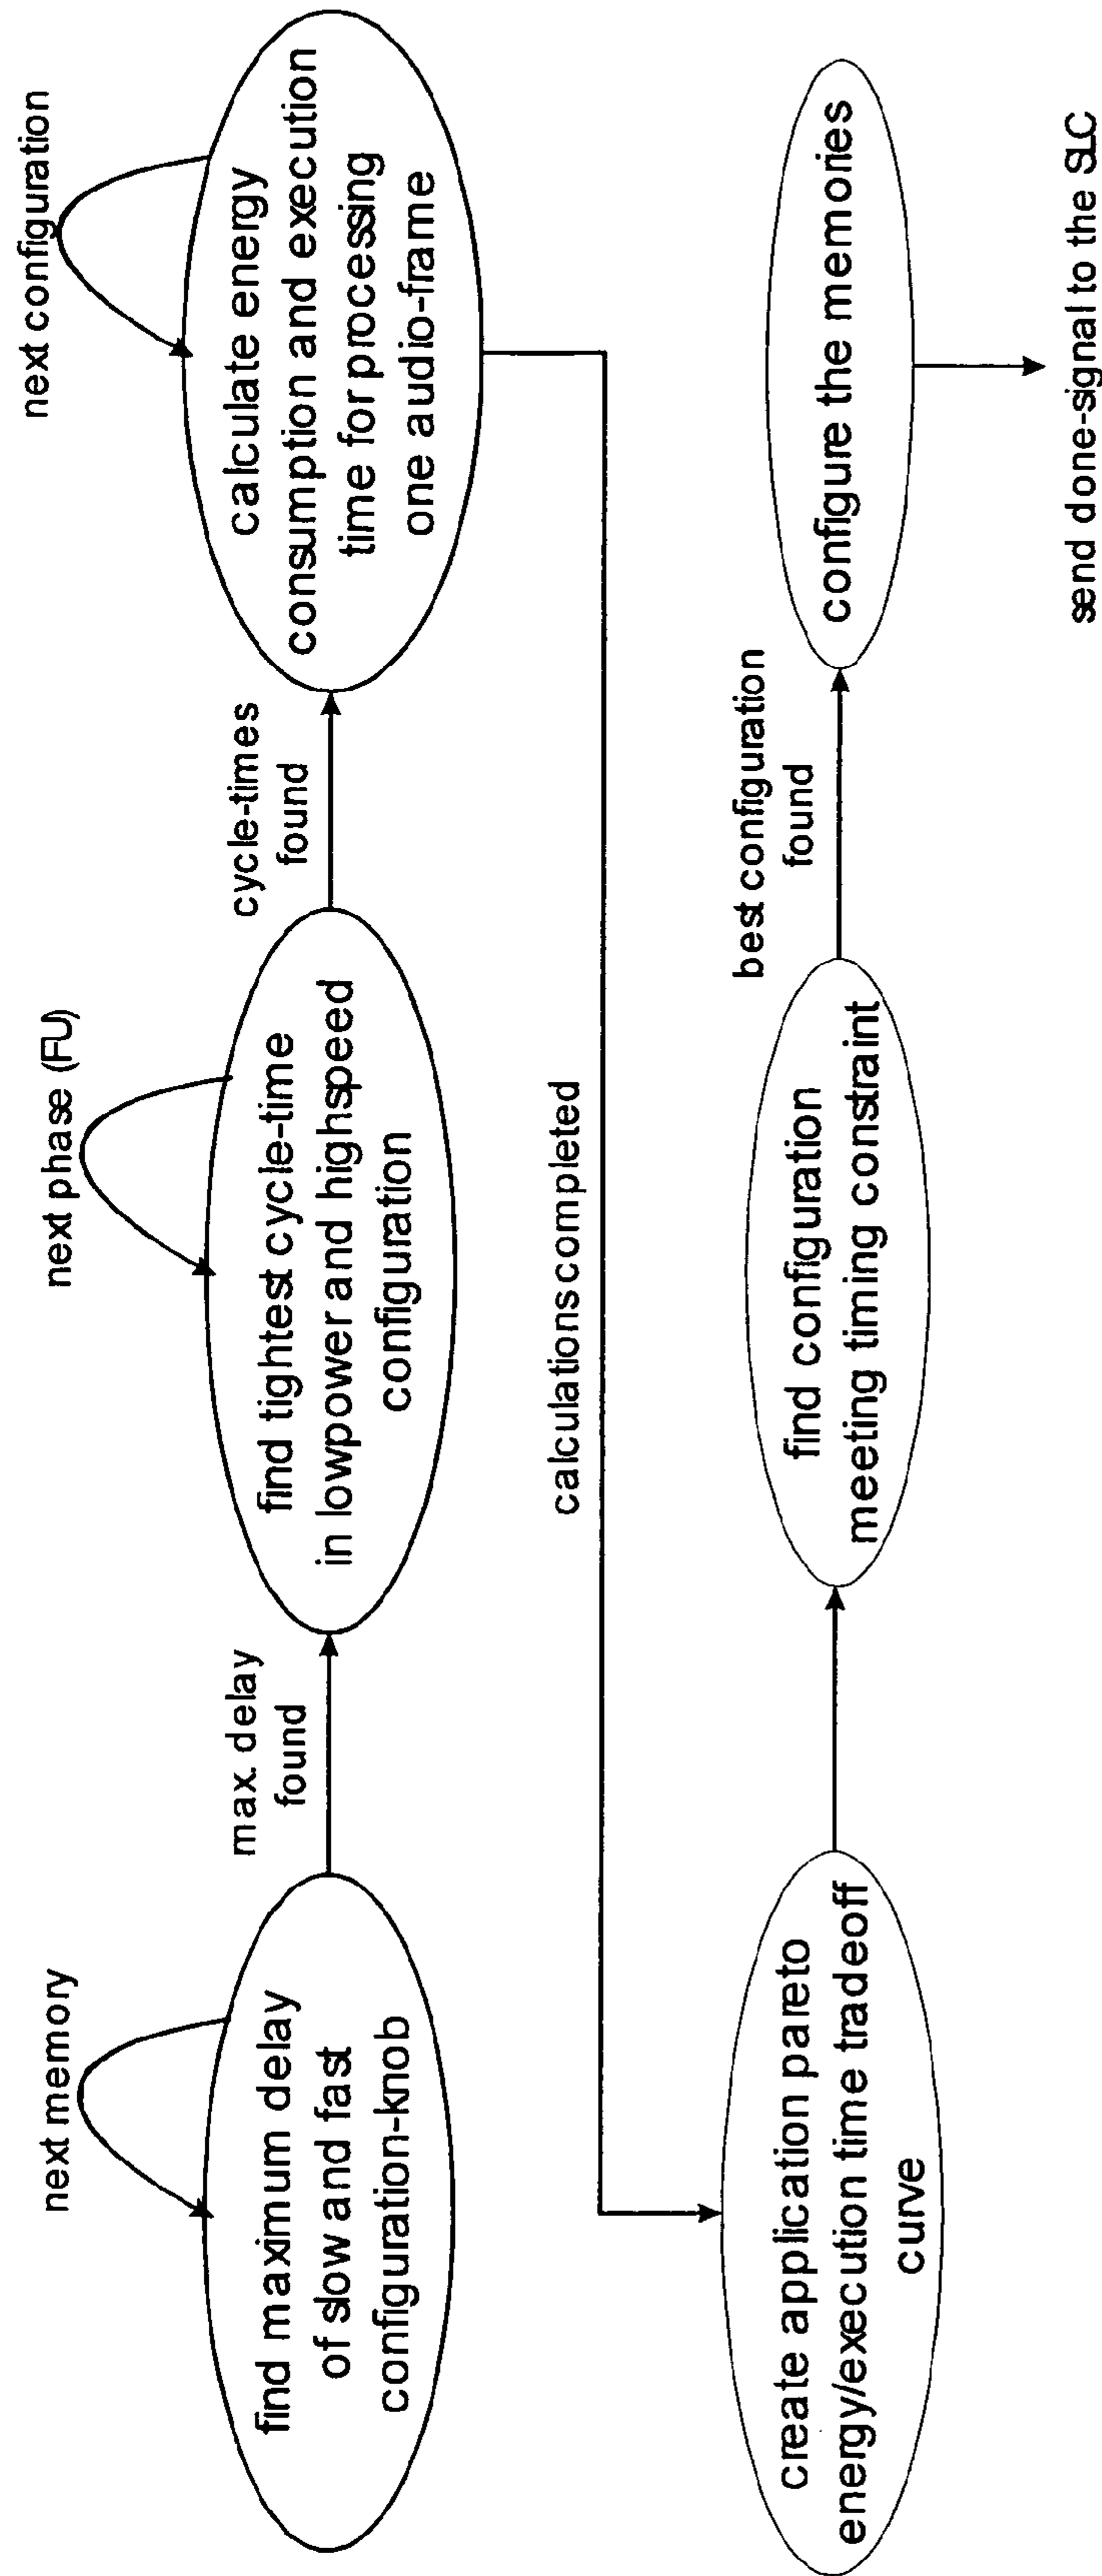 next memory
find maximum delay
of slow and fast
configuration-knob
max. delay
found
next phase (FU)
find tightest cycle-time
in lowpower and highspeed
configuration
cycle-times
found
next configuration
calculate energy
consumption and execution
time for processing
one audio-frame
calculations completed
create application pareto
energy/execution time tradeoff
curve
find configuration
meeting timing constraint
best configuration
found
configure the memories
send done-signal to the SLC